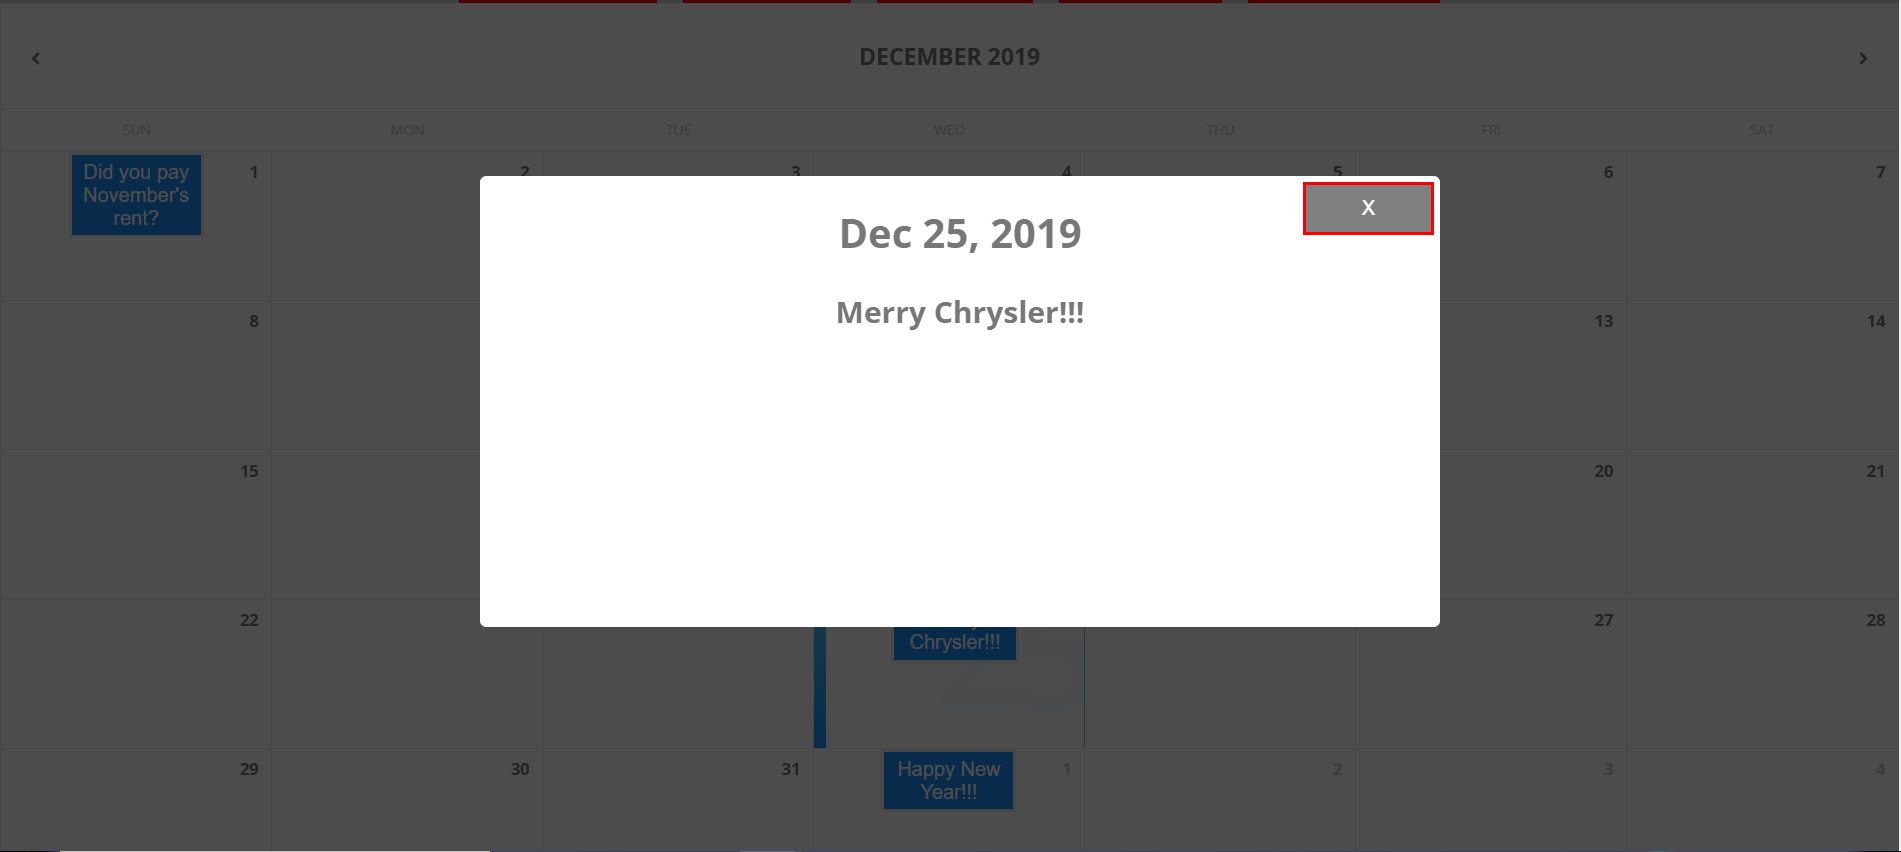 DECEMBER 2019
SUN MON TUE WED THU FRI SAT
Did you pay
November's
rent?
1 2 3 4 5 6 7
X
Dec 25, 2019
Merry Chrysler!!!
8 13 14
15 20 21
22 27 28
Chrysler!!!
29 30 31 1 2 3 4
Happy New
Year!!!